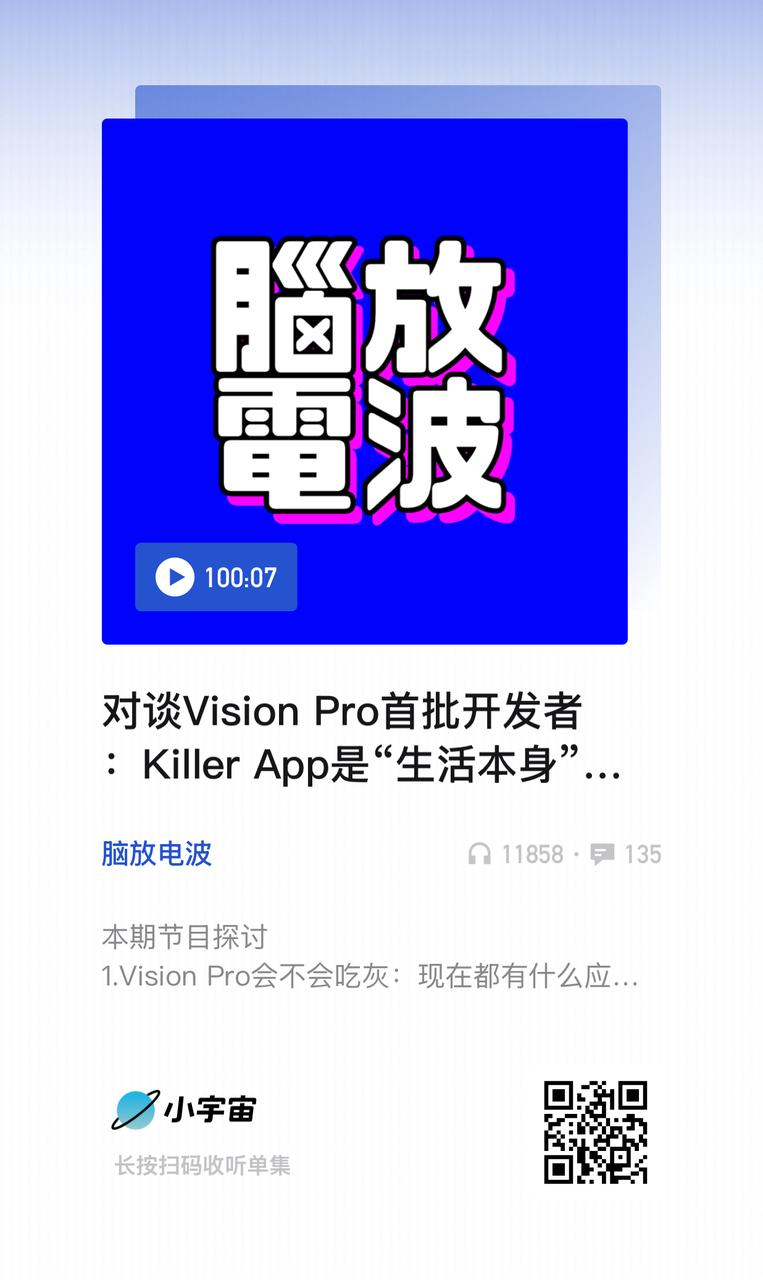 腦放
電波
100:07
对谈Vision Pro首批开发者
：Killer App是“生活本身”...
脑放电波
11858 · 135
本期节目探讨
1.Vision Pro会不会吃灰：现在都有什么应...
小宇宙
长按扫码收听单集